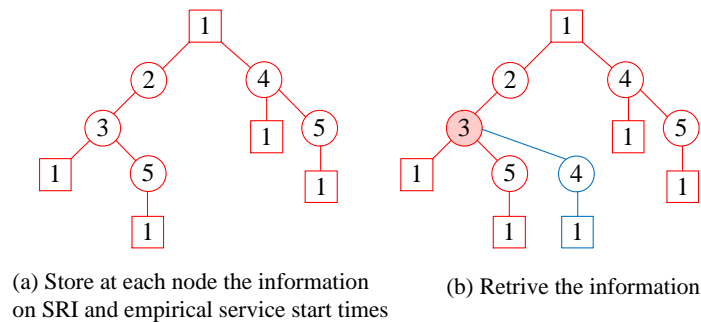 1 1
2 4 2 4
3 5 3 5
1 1
1 5 1 1 5 4 1
1 1 1
(a) Store at each node the information
on SRI and empirical service start times
(b) Retrive the information